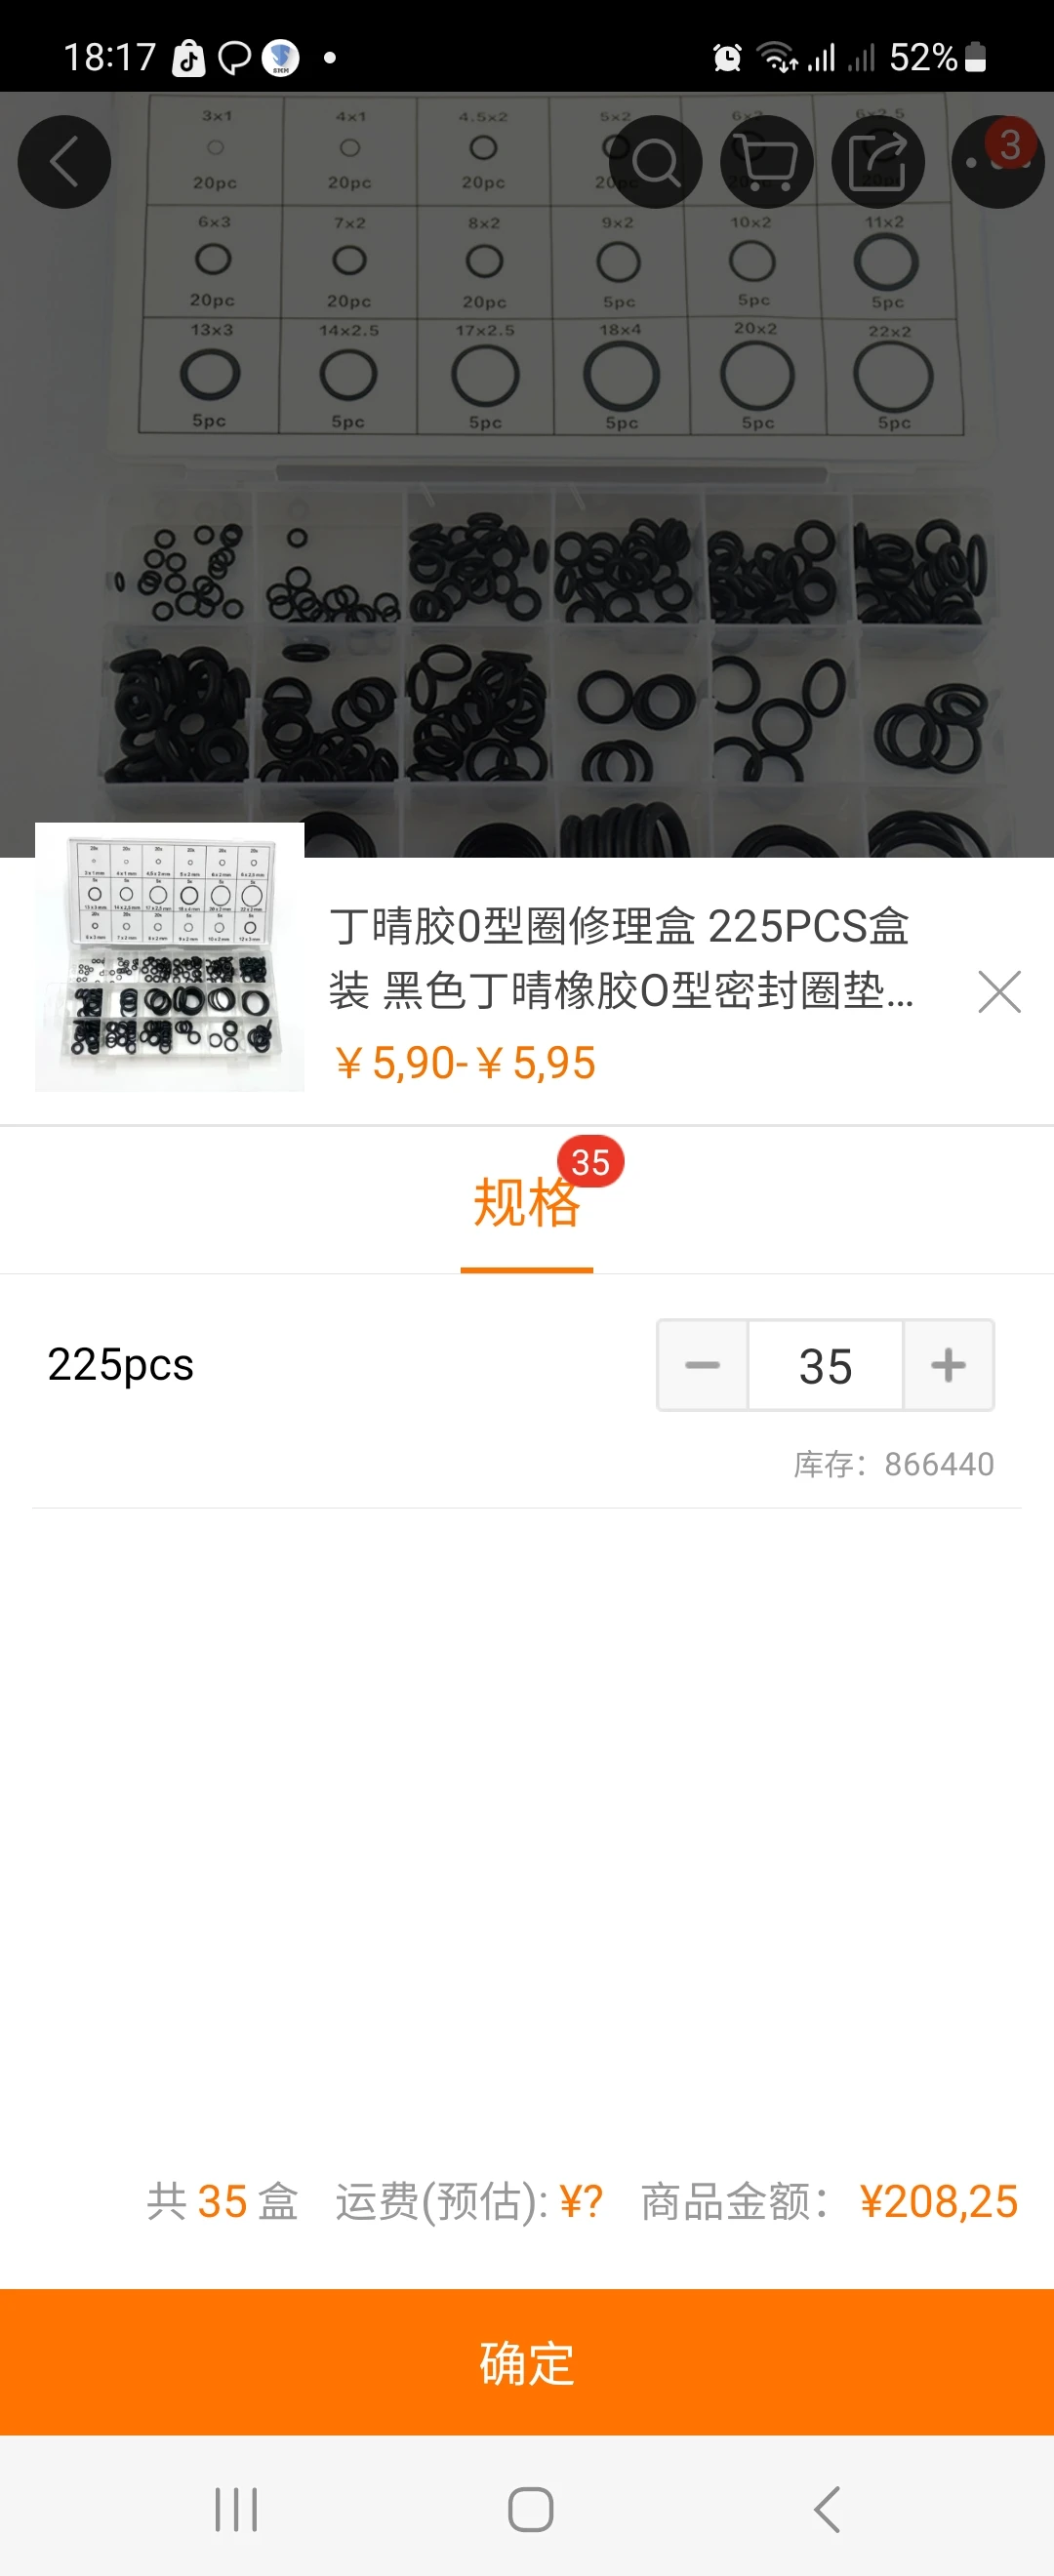 18:17
52%
3x1 4x1 4.5x2 5x2 6x2 6x2.5
3
20pc 20pc 20pc 20pc 20pc 20pc
6x3 7x2 8x2 9x2 10x2 11x2
20pc 20pc 20pc 5pc 5pc 5pc
13x3 14x2.5 17x2.5 18x4 20x2 22x2
5pc 5pc 5pc 5pc 5pc 5pc
丁晴胶0型圈修理盒 225PCS盒
装 黑色丁晴橡胶O型密封圈垫...
¥5,90-¥5,95
35
规格
225pcs
35
库存：866440
共 35 盒 运费(预估): ¥? 商品金额： ¥208,25
确定